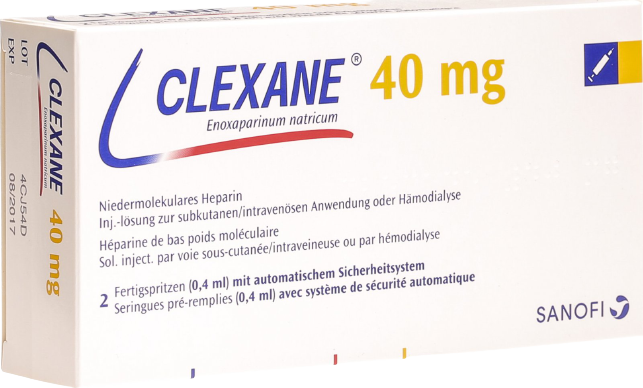 CLEXANE® 40 mg
Enoxaparinum natricum
Niedermolekulares Heparin
Inj.-lösung zur subkutanen/intravenösen Anwendung oder Hämodialyse
Héparine de bas poids moléculaire
Sol. inject. par voie sous-cutanée/intraveineuse ou par hémodialyse
2 Fertigspritzen (0,4 ml) mit automatischem Sicherheitsystem
Seringues pré-remplies (0,4 ml) avec système de sécurité automatique
SANOFI
CLEXANE 40 mg
Enoxaparinum natricum
LOT 4CJ54D
EXP 08/2017